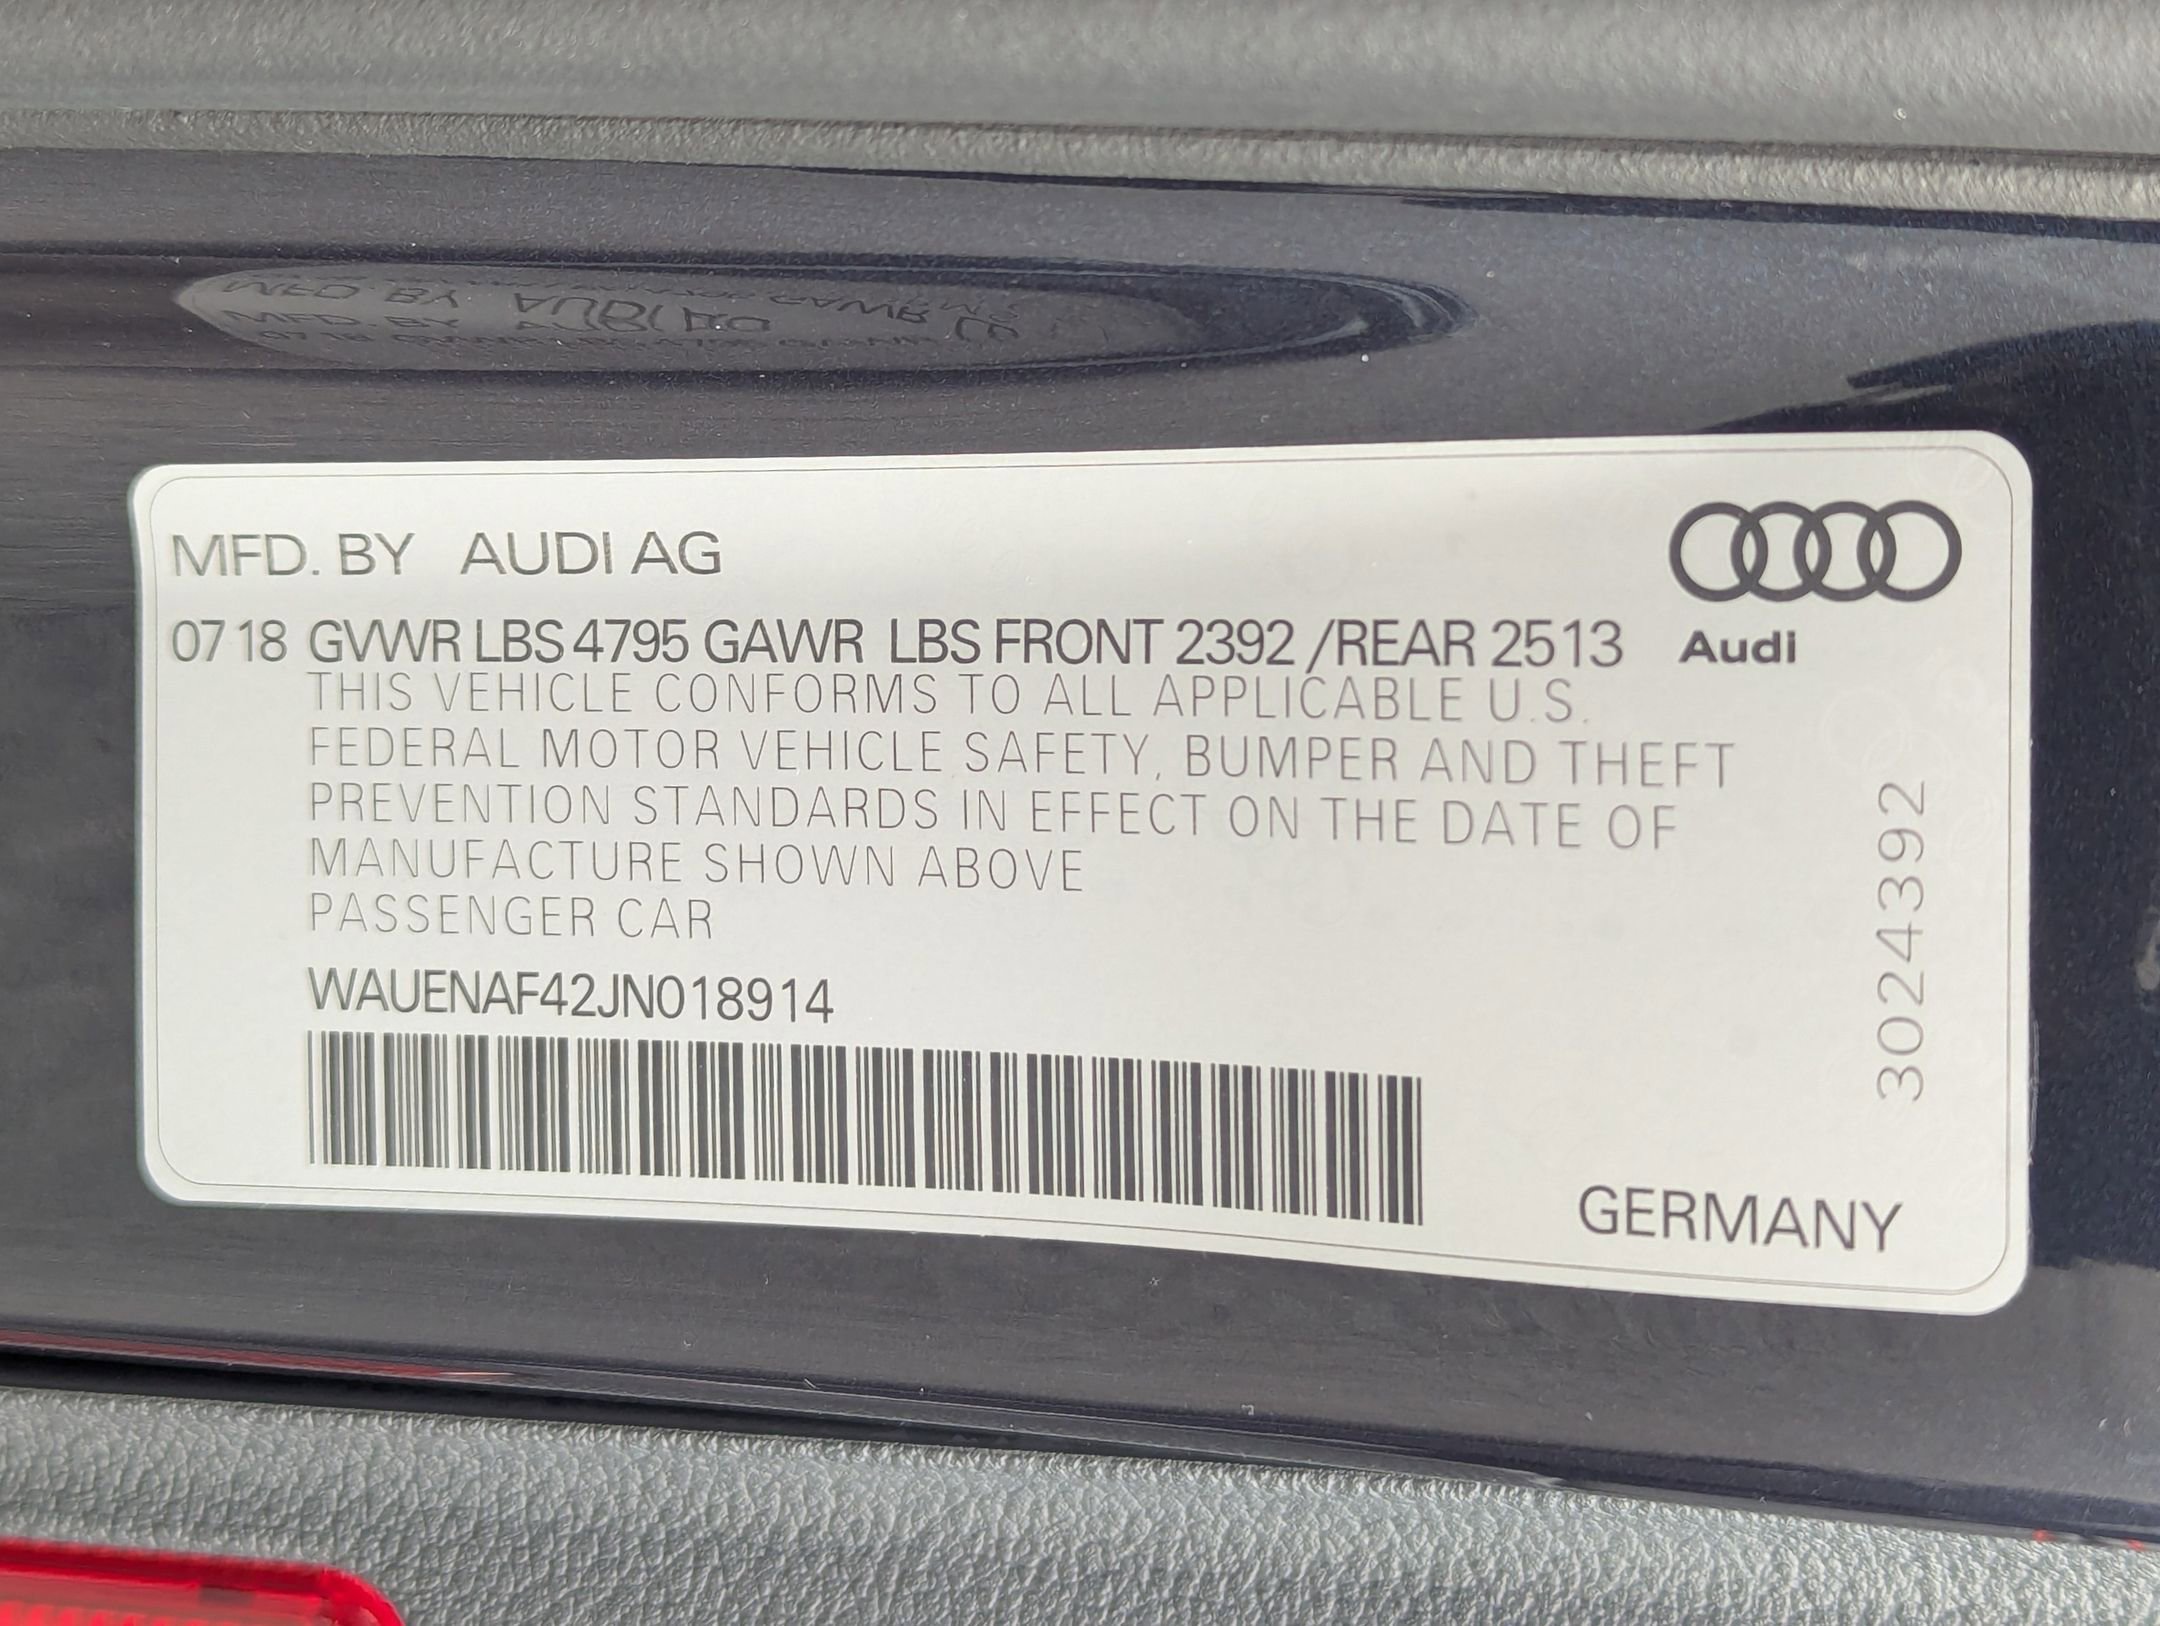 MFD. BY AUDI AG
07 18 GVWR LBS 4795 GAWR LBS FRONT 2392 /REAR 2513
Audi
THIS VEHICLE CONFORMS TO ALL APPLICABLE U.S.
FEDERAL MOTOR VEHICLE SAFETY, BUMPER AND THEFT
PREVENTION STANDARDS IN EFFECT ON THE DATE OF
MANUFACTURE SHOWN ABOVE
PASSENGER CAR
WAUENAF42JN018914
3024392
GERMANY